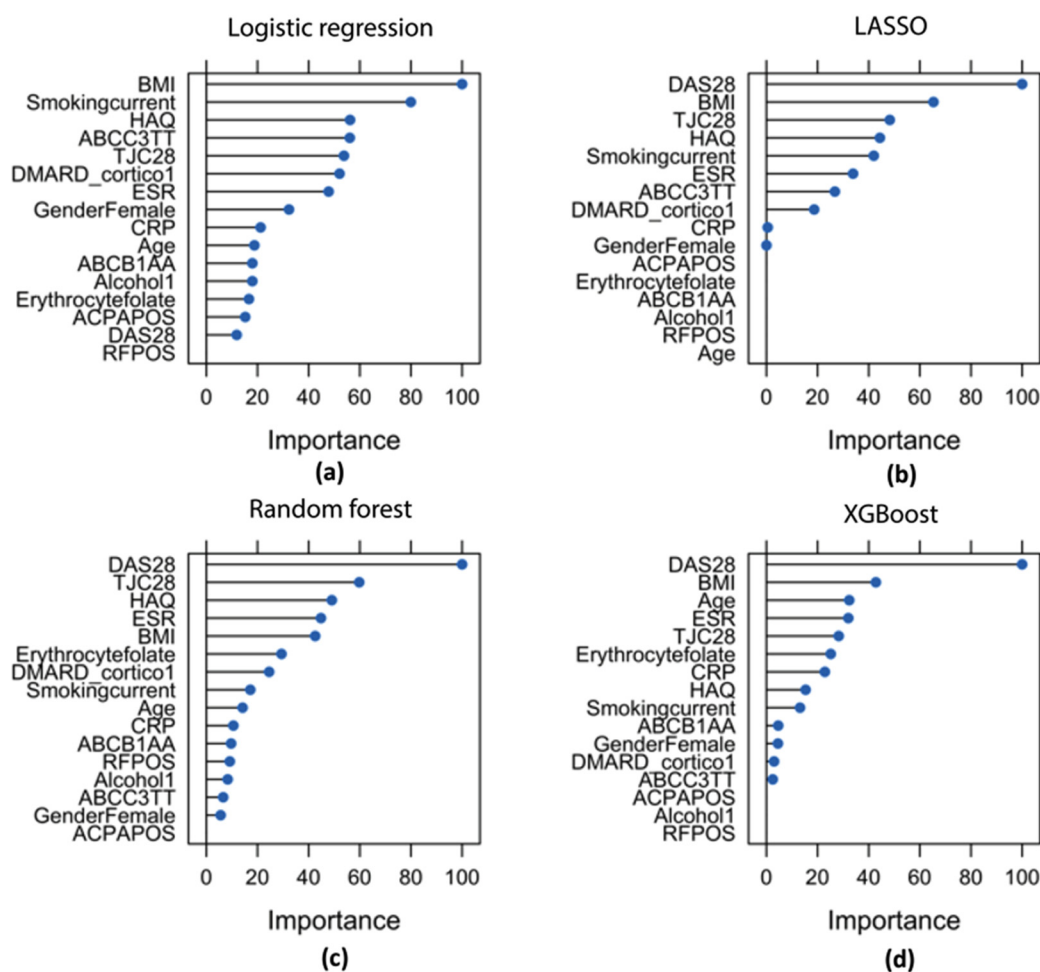 Logistic regression
BMI
Smokingcurrent
HAQ
ABCC3TT
TJC28
DMARD_cortico1
ESR
GenderFemale
CRP
Age
ABCB1AA
Alcohol1
Erythrocytefolate
ACPAPOS
DAS28
RFPOS
0 20 40 60 80 100
Importance
(a)
LASSO
DAS28
BMI
TJC28
HAQ
Smokingcurrent
ESR
ABCC3TT
DMARD_cortico1
CRP
GenderFemale
ACPAPOS
Erythrocytefolate
ABCB1AA
Alcohol1
RFPOS
Age
0 20 40 60 80 100
Importance
(b)
Random forest
DAS28
TJC28
HAQ
ESR
BMI
Erythrocytefolate
DMARD_cortico1
Smokingcurrent
Age
CRP
ABCB1AA
RFPOS
Alcohol1
ABCC3TT
GenderFemale
ACPAPOS
0 20 40 60 80 100
Importance
(c)
XGBoost
DAS28
BMI
Age
ESR
TJC28
Erythrocytefolate
CRP
HAQ
Smokingcurrent
ABCB1AA
GenderFemale
DMARD_cortico1
ABCC3TT
ACPAPOS
Alcohol1
RFPOS
0 20 40 60 80 100
Importance
(d)